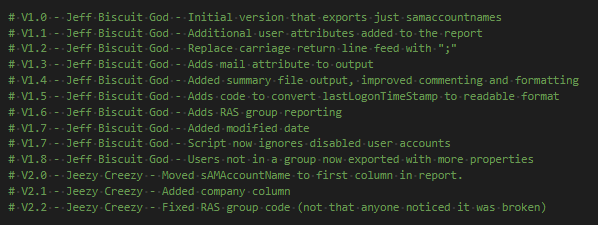 # V1.0 - Jeff Biscuit God - Initial version that exports just samaccountnames
# V1.1 - Jeff Biscuit God - Additional user attributes added to the report
# V1.2 - Jeff Biscuit God - Replace carriage return line feed with ";"
# V1.3 - Jeff Biscuit God - Adds mail attribute to output
# V1.4 - Jeff Biscuit God - Added summary file output, improved commenting and formatting
# V1.5 - Jeff Biscuit God - Adds code to convert lastLogonTimeStamp to readable format
# V1.6 - Jeff Biscuit God - Adds RAS group reporting
# V1.7 - Jeff Biscuit God - Added modified date
# V1.7 - Jeff Biscuit God - Script now ignores disabled user accounts
# V1.8 - Jeff Biscuit God - Users not in a group now exported with more properties
# V2.0 - Jeezy Creezy - Moved sAMAccountName to first column in report.
# V2.1 - Jeezy Creezy - Added company column
# V2.2 - Jeezy Creezy - Fixed RAS group code (not that anyone noticed it was broken)